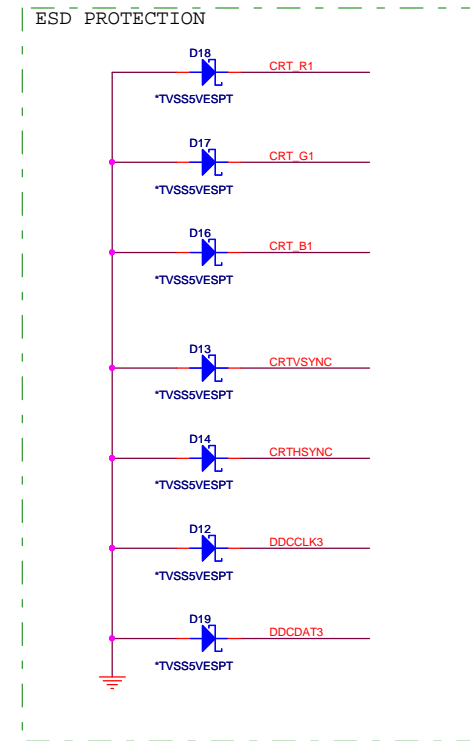 ESD PROTECTION
D18
CRT_R1
*TVSS5VESPT
D17
CRT_G1
*TVSS5VESPT
D16
CRT_B1
*TVSS5VESPT
D13
CRTVSYNC
*TVSS5VESPT
D14
CRTHSYNC
*TVSS5VESPT
D12
DDCCLK3
*TVSS5VESPT
D19
DDCDAT3
*TVSS5VESPT